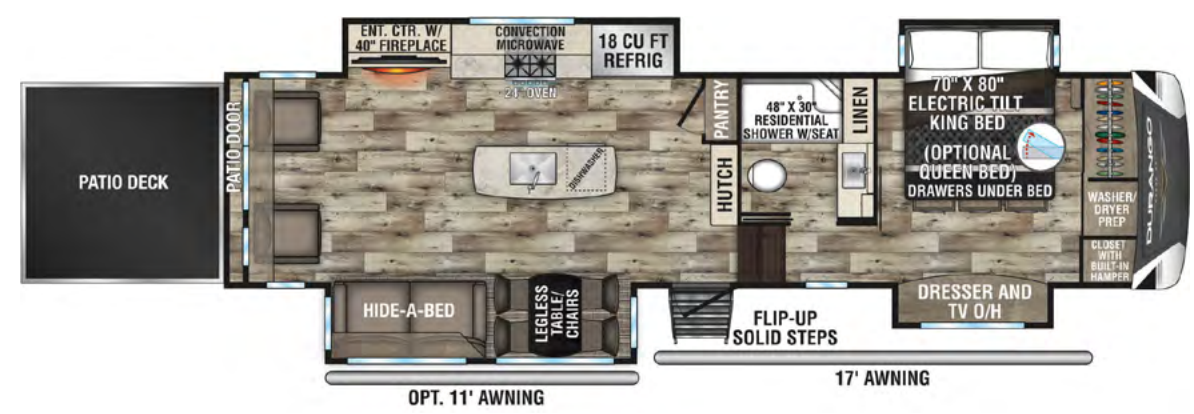 PATIO DECK
PATIO DOOR
ENT. CTR. W/
40" FIREPLACE
CONVECTION
MICROWAVE
24" OVEN
18 CU FT
REFRIG
DISHWASHER
HIDE-A-BED
LEGLESS
TABLE/
CHAIRS
OPT. 11' AWNING
PANTRY
HUTCH
48" X 30"
RESIDENTIAL
SHOWER W/SEAT
LINEN
FLIP-UP
SOLID STEPS
17' AWNING
70" X 80"
ELECTRIC TILT
KING BED
(OPTIONAL
QUEEN BED)
DRAWERS UNDER BED
DRESSER AND
TV O/H
WASHER/
DRYER
PREP
CLOSET
WITH
BUILT-IN
HAMPER
DURANGO